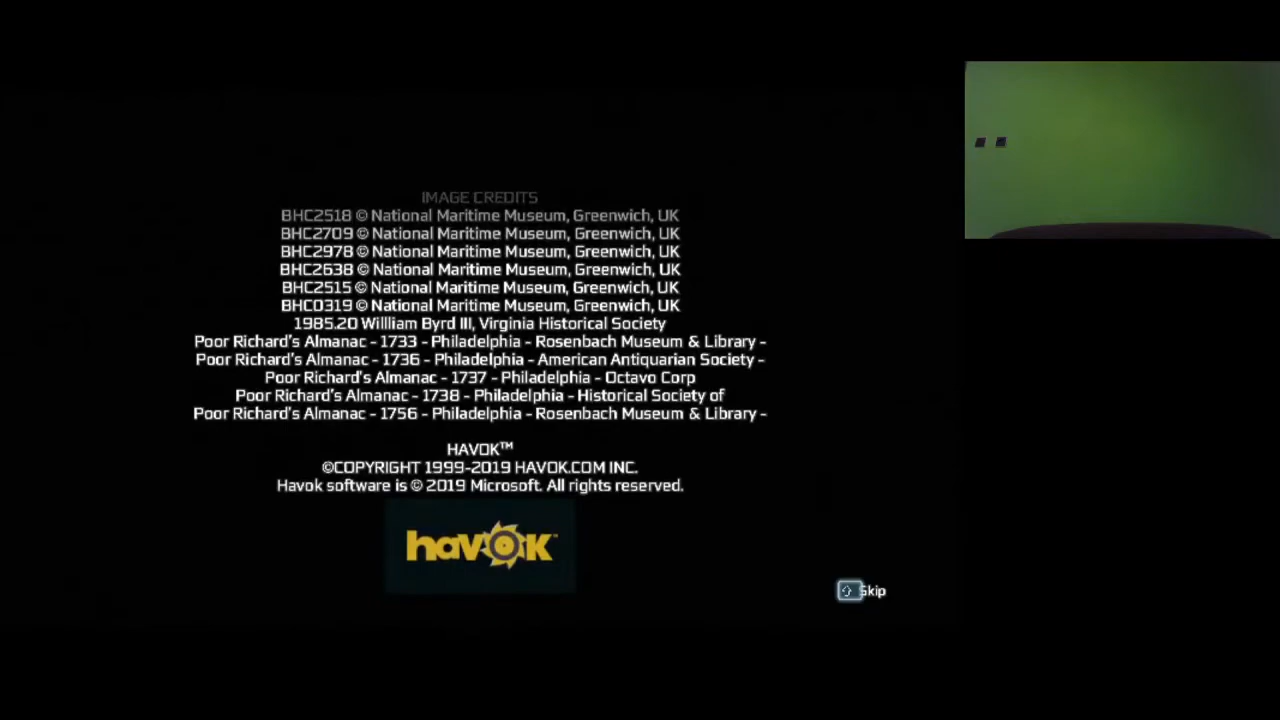 IMAGE CREDITS
BHC2518 © National Maritime Museum, Greenwich, UK
BHC2709 © National Maritime Museum, Greenwich, UK
BHC2978 © National Maritime Museum, Greenwich, UK
BHC2638 © National Maritime Museum, Greenwich, UK
BHC2515 © National Maritime Museum, Greenwich, UK
BHC0319 © National Maritime Museum, Greenwich, UK
1985.20 Willliam Byrd III, Virginia Historical Society
Poor Richard's Almanac - 1733 - Philadelphia - Rosenbach Museum & Library -
Poor Richard's Almanac - 1736 - Philadelphia - American Antiquarian Society -
Poor Richard's Almanac - 1737 - Philadelphia - Octavo Corp
Poor Richard's Almanac - 1738 - Philadelphia - Historical Society of
Poor Richard's Almanac - 1756 - Philadelphia - Rosenbach Museum & Library -
HAVOK™
©COPYRIGHT 1999-2019 HAVOK.COM INC.
Havok software is © 2019 Microsoft. All rights reserved.
havok™
Skip